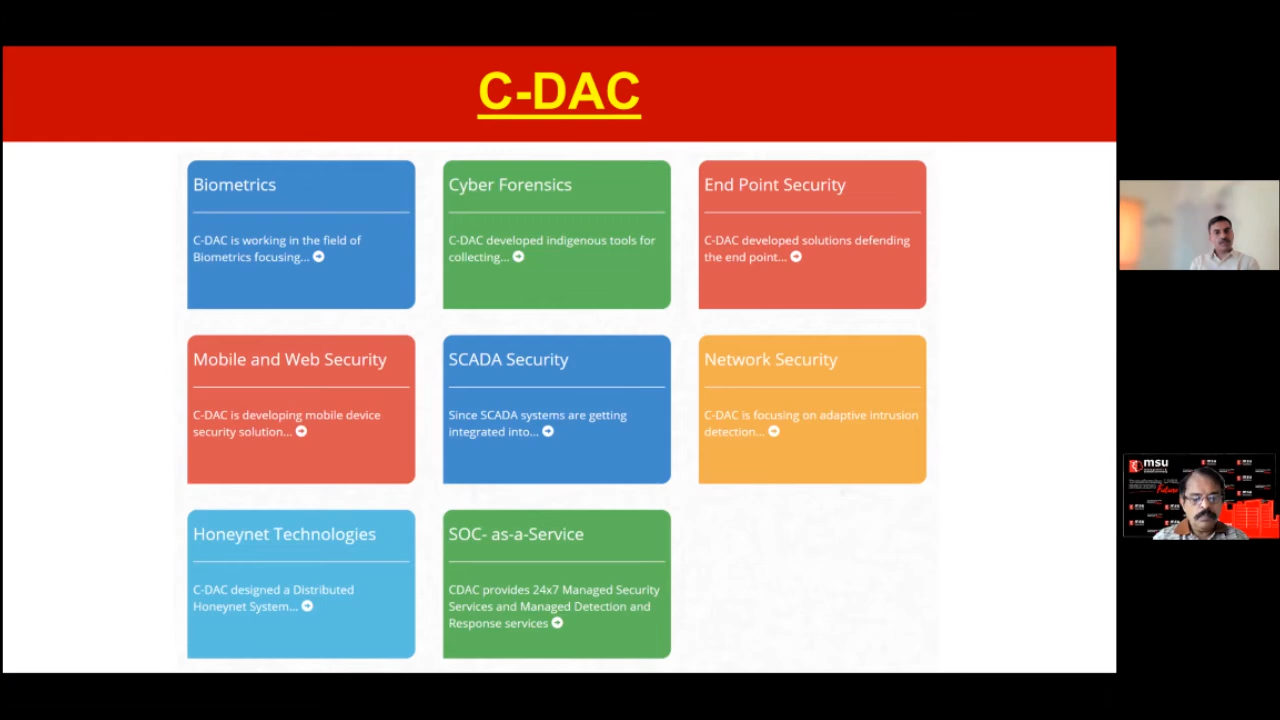 C-DAC
Biometrics
C-DAC is working in the field of
Biometrics focusing...
Cyber Forensics
C-DAC developed indigenous tools for
collecting...
End Point Security
C-DAC developed solutions defending
the end point...
Mobile and Web Security
C-DAC is developing mobile device
security solution...
SCADA Security
Since SCADA systems are getting
integrated into...
Network Security
C-DAC is focusing on adaptive intrusion
detection...
Honeynet Technologies
C-DAC designed a Distributed
Honeynet System...
SOC- as-a-Service
CDAC provides 24x7 Managed Security
Services and Managed Detection and
Response services
msu
Future